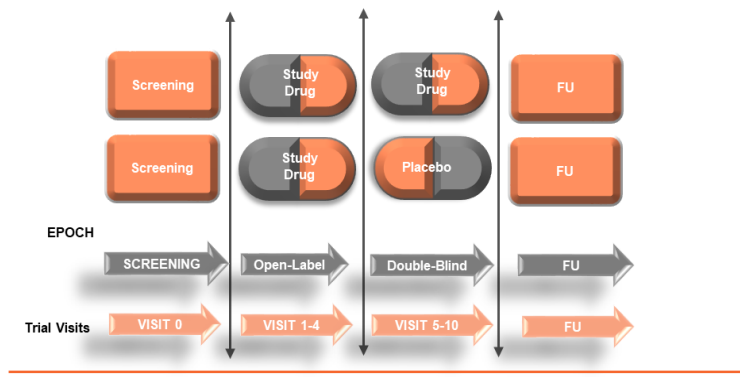 Screening
Study
Drug
Study
Drug
FU
Screening
Study
Drug
Placebo
FU
EPOCH
SCREENING
Open-Label
Double-Blind
FU
Trial Visits
VISIT 0
VISIT 1-4
VISIT 5-10
FU